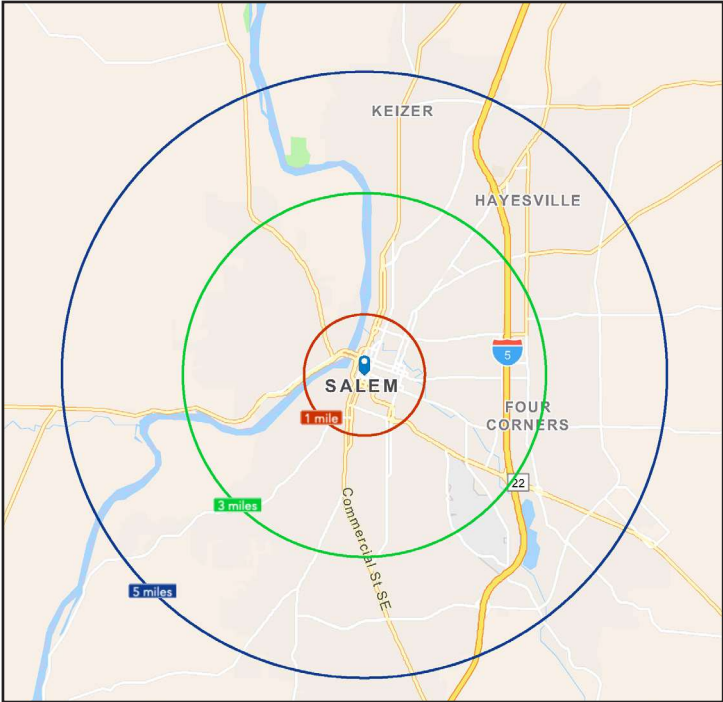 KEIZER
HAYESVILLE
5
SALEM
1 mile
FOUR
CORNERS
22
3 miles
Commercial St SE
5 miles